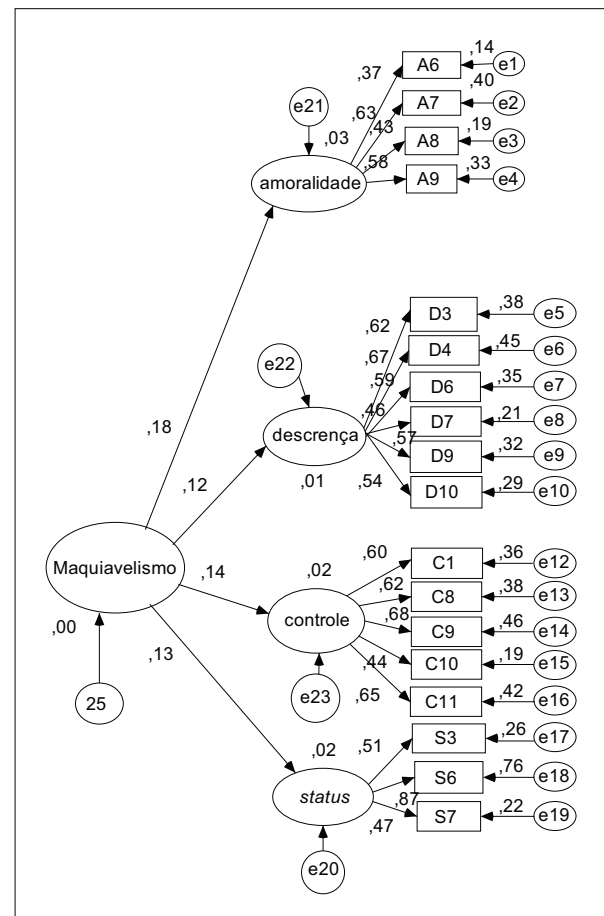 ,37 A6 ,14 e1
e21 ,63 A7 ,40 e2
,03 ,43 A8 ,19 e3
amoralidade ,58 A9 ,33 e4
,18
,62 D3 ,38 e5
e22 ,67 D4 ,45 e6
,59 D6 ,35 e7
,46 D7 ,21 e8
descrença ,57 D9 ,32 e9
,12 ,01 ,54 D10 ,29 e10
Maquiavelismo
,00
25
,14 ,02 ,60 C1 ,36 e12
,62 C8 ,38 e13
controle ,68 C9 ,46 e14
,13 ,44 C10 ,19 e15
e23 ,65 C11 ,42 e16
,02 ,51 S3 ,26 e17
status ,87 S6 ,76 e18
,47 S7 ,22 e19
e20